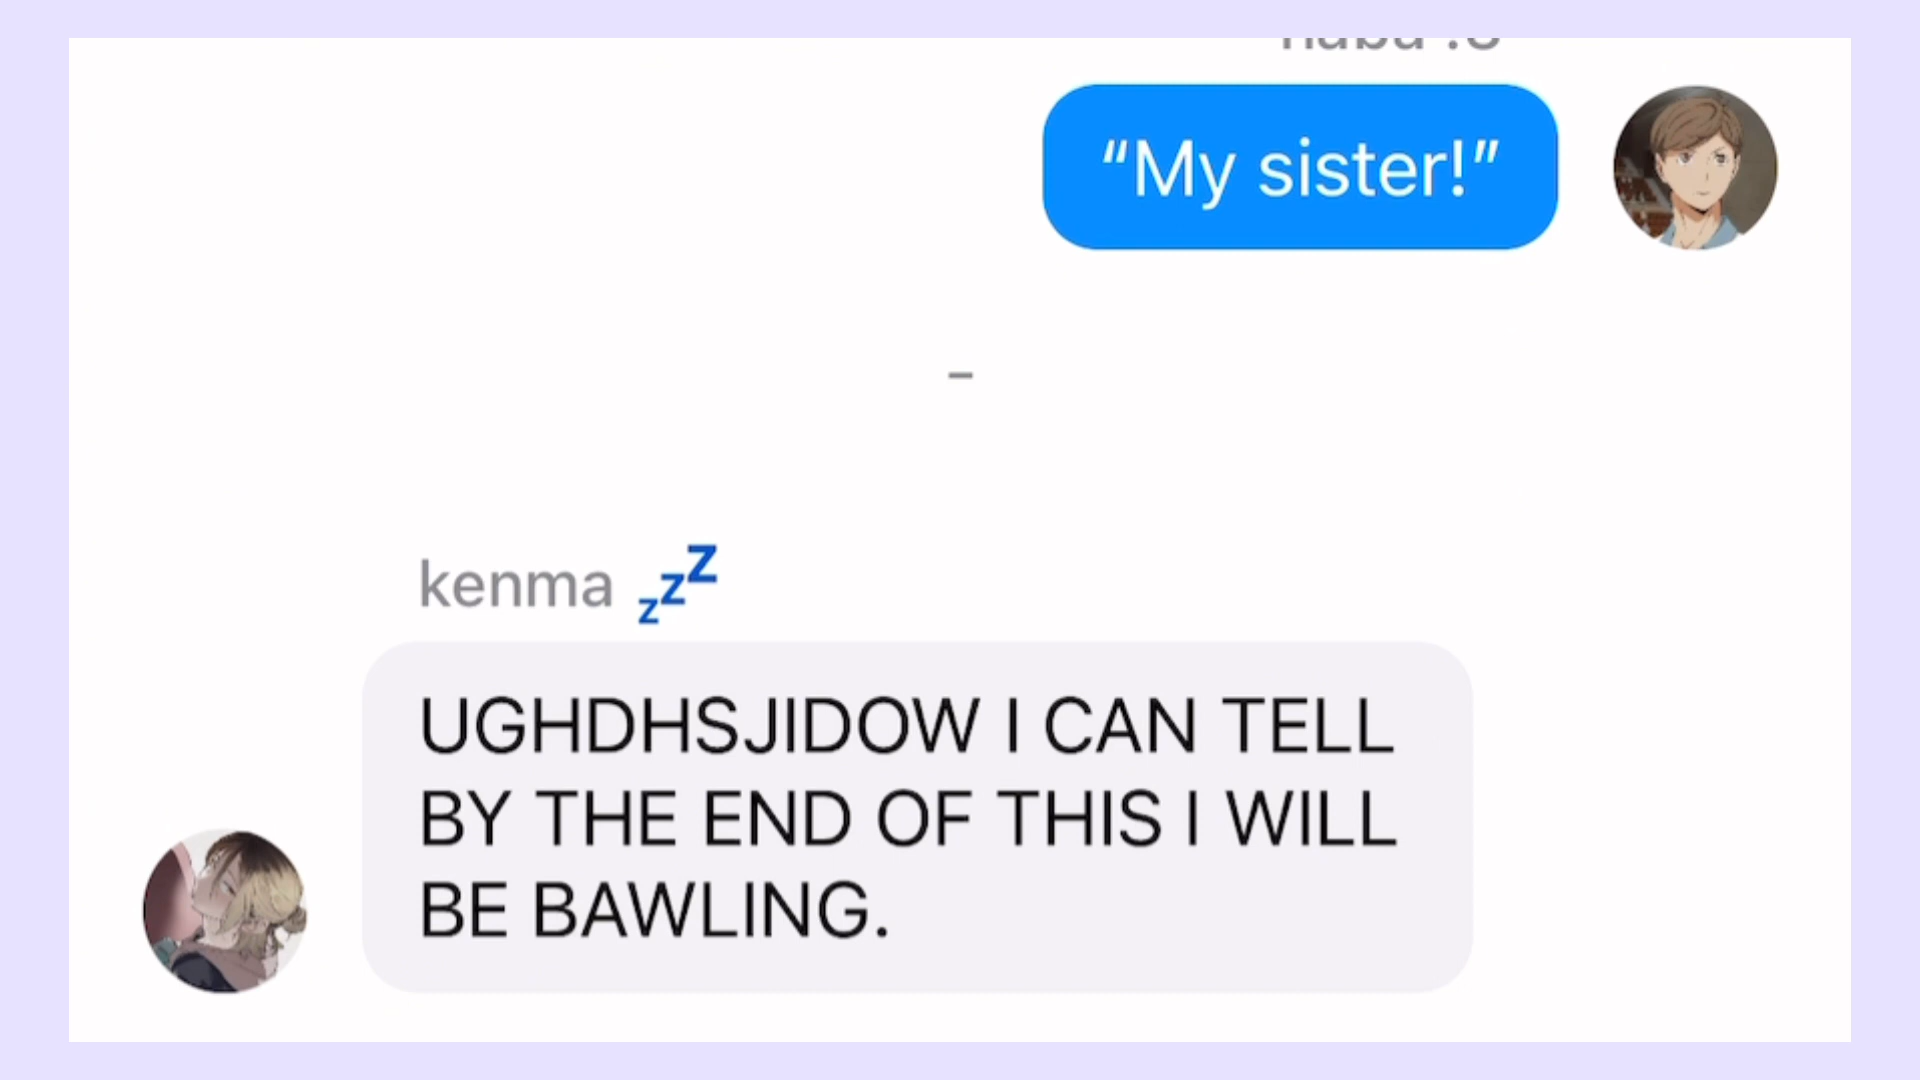 “My sister!”
-
kenma 💤
UGHDHSJIDOW I CAN TELL
BY THE END OF THIS I WILL
BE BAWLING.